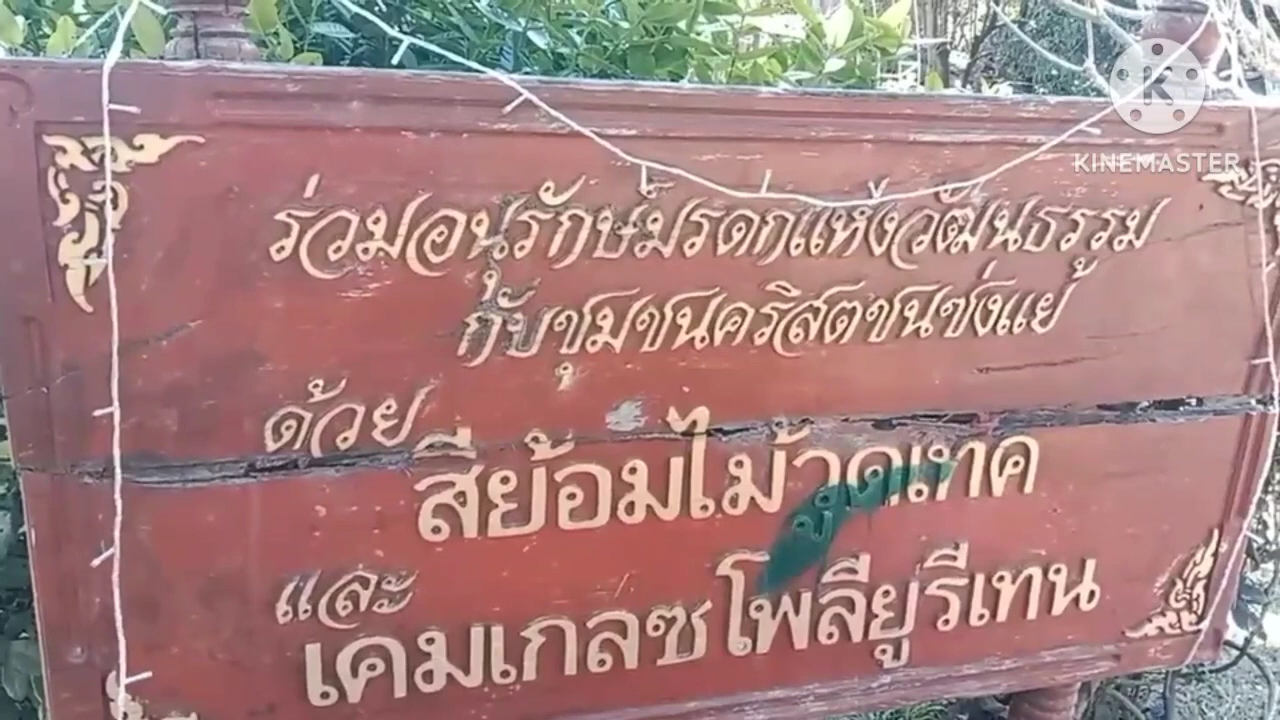 KINEMASTER
ร่วมอนุรักษ์มรดกแห่งวัฒนธรรม
กับชุมชนคริสตชนซ่งแย้
ด้วย
สีย้อมไม้วูดเทค
และ
เคมเกลซ โพลียูรีเทน